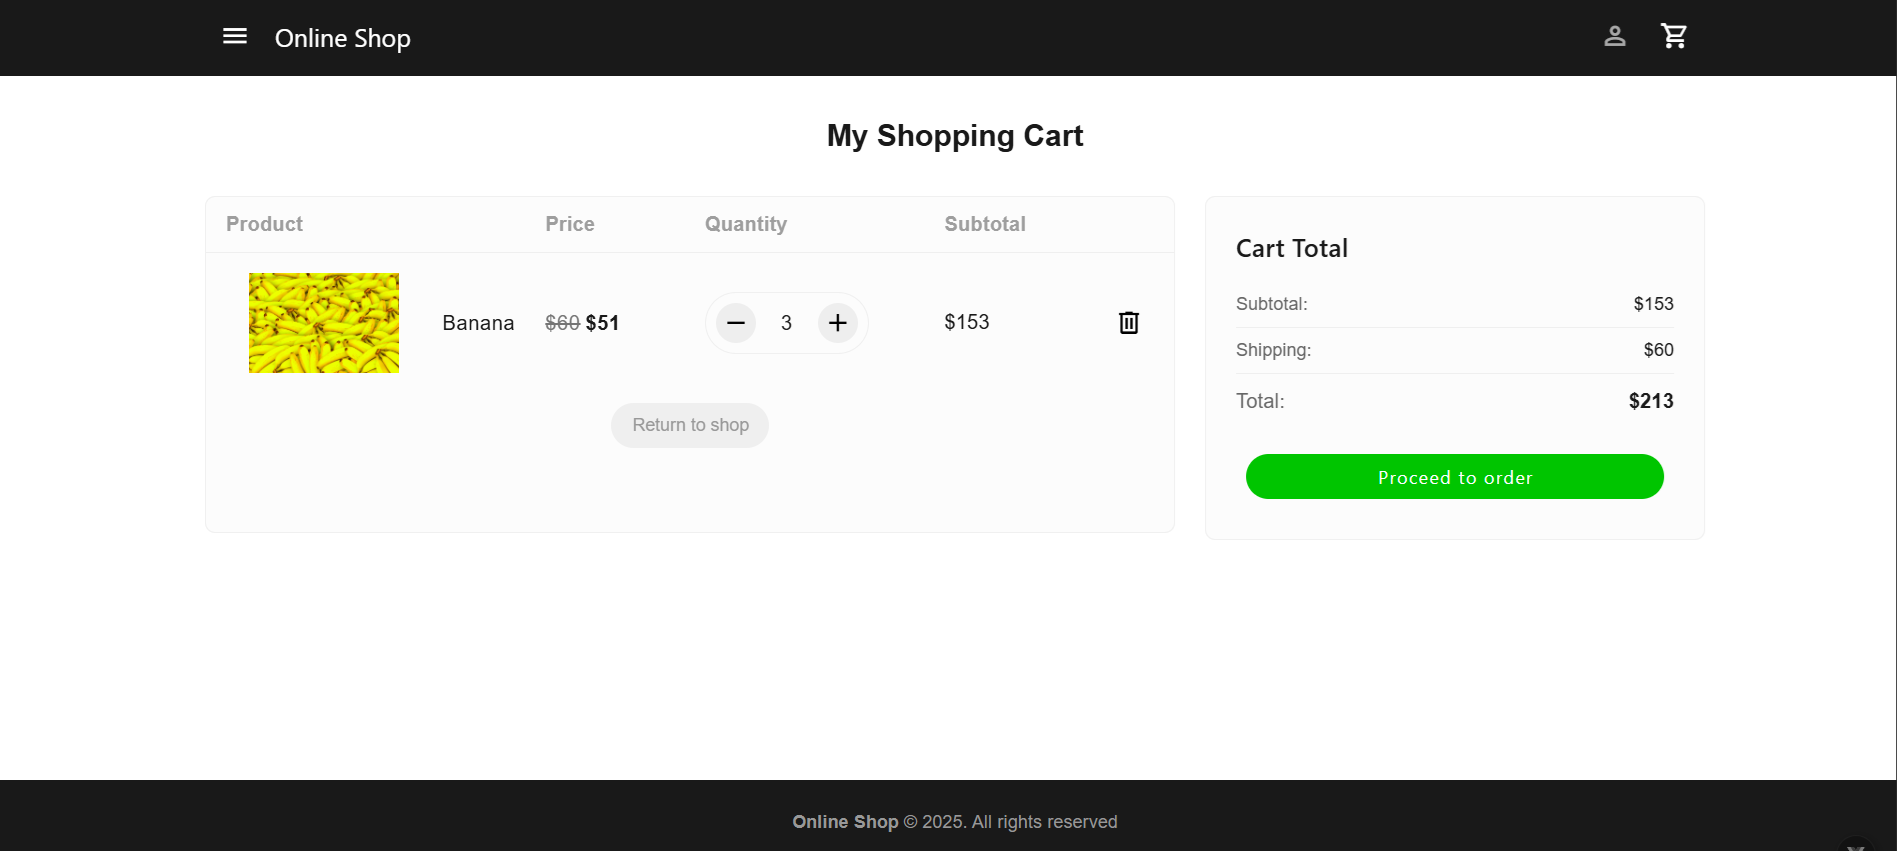 Online Shop
My Shopping Cart
Product Price Quantity Subtotal
Banana $60 $51 3 $153
Return to shop
Cart Total
Subtotal: $153
Shipping: $60
Total: $213
Proceed to order
Online Shop © 2025. All rights reserved